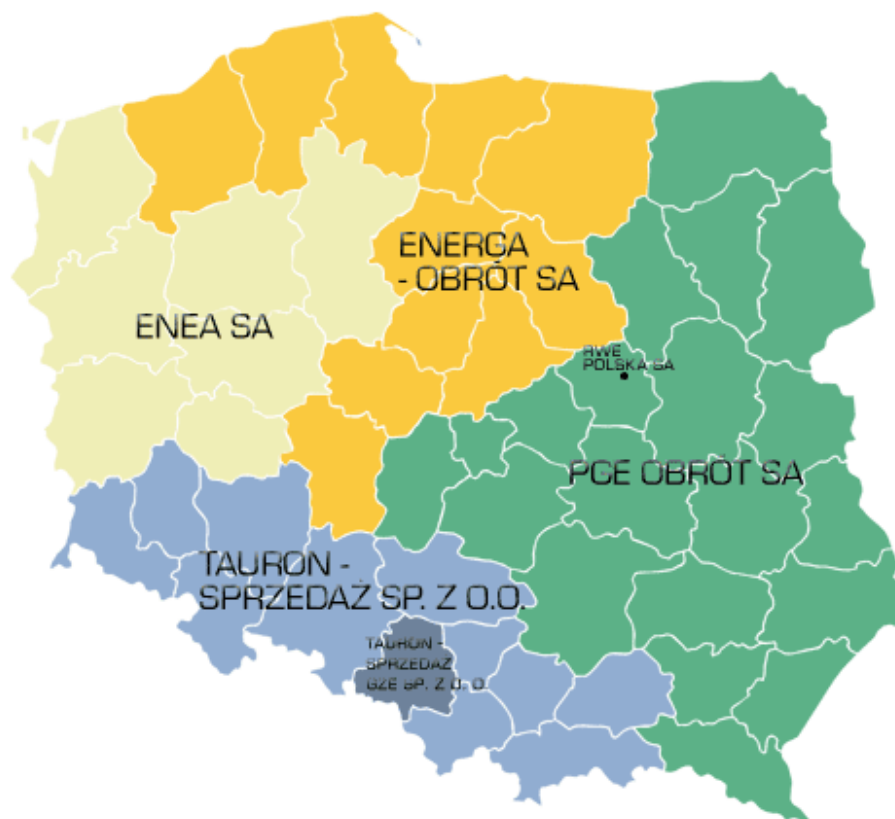 ENERGA
- OBRÓT SA
ENEA SA
RWE
POLSKA SA
PGE OBRÓT SA
TAURON -
SPRZEDAŻ SP. Z O.O.
TAURON -
SPRZEDAŻ
GZE SP. Z O. O.